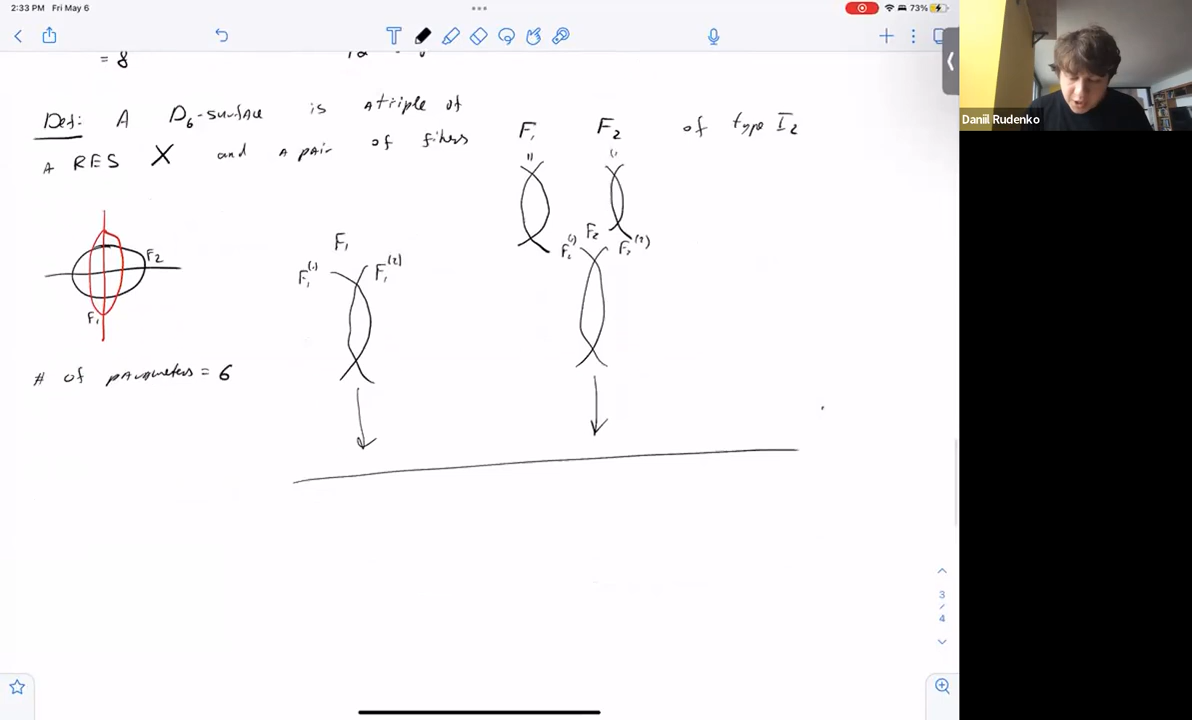 2:33 PM Fri May 6
73%
= 8
Def: A D6-surface is a triple of
A RES X and a pair of of fibers F1 F2 of type I2
F2
F1
# of parameters = 6
F1
F1(1) F1(2)
F2
F2(1) F2(2)
3
/
4
Daniil Rudenko